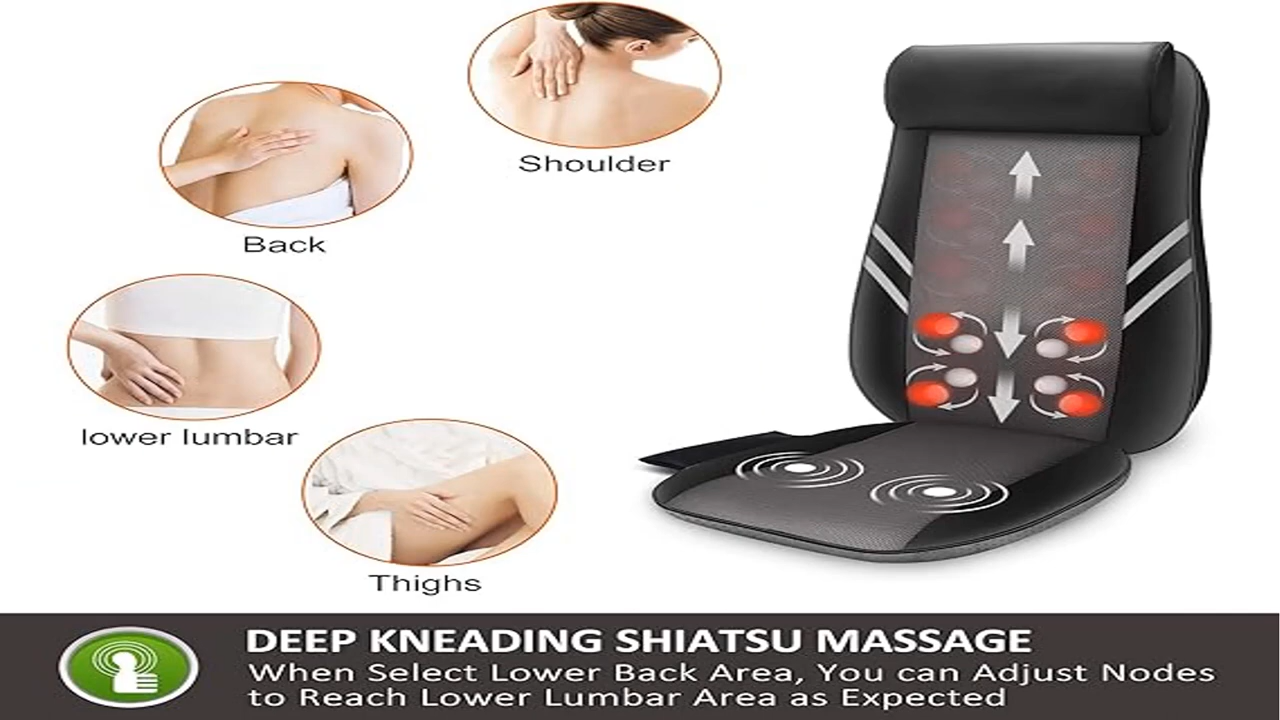 Shoulder
Back
lower lumbar
Thighs
DEEP KNEADING SHIATSU MASSAGE
When Select Lower Back Area, You can Adjust Nodes
to Reach Lower Lumbar Area as Expected